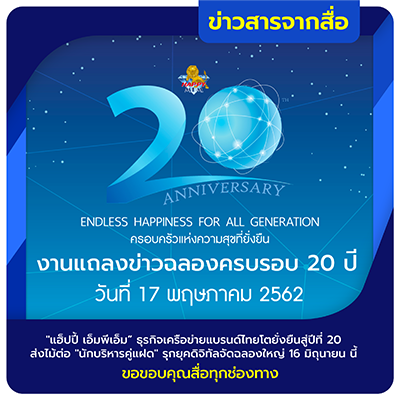 ข่าวสารจากสื่อ
20
ANNIVERSARY
ENDLESS HAPPINESS FOR ALL GENERATION
ครอบครัวแห่งความสุขที่ยั่งยืน
งานแถลงข่าวฉลองครบรอบ 20 ปี
วันที่ 17 พฤษภาคม 2562
"แฮ็ปปี้ เอ็มพีเอ็ม" ธุรกิจเครือข่ายแบรนด์ไทยโตยั่งยืนสู่ปีที่ 20
ส่งไม้ต่อ "นักบริหารคู่แฝด" รุกยุคดิจิทัลจัดฉลองใหญ่ 16 มิถุนายน นี้
ขอขอบคุณสื่อทุกช่องทาง